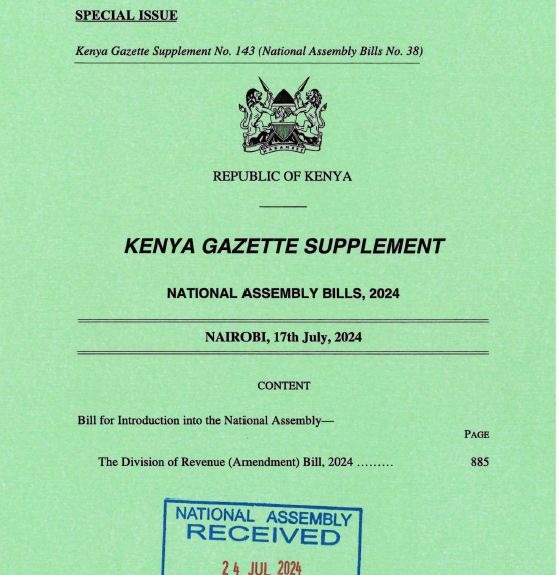 SPECIAL ISSUE
Kenya Gazette Supplement No. 143 (National Assembly Bills No. 38)
HARAMBEE
REPUBLIC OF KENYA
KENYA GAZETTE SUPPLEMENT
NATIONAL ASSEMBLY BILLS, 2024
NAIROBI, 17th July, 2024
CONTENT
Bill for Introduction into the National Assembly—
PAGE
The Division of Revenue (Amendment) Bill, 2024 ......... 885
NATIONAL ASSEMBLY
RECEIVED
24 JUL 2024